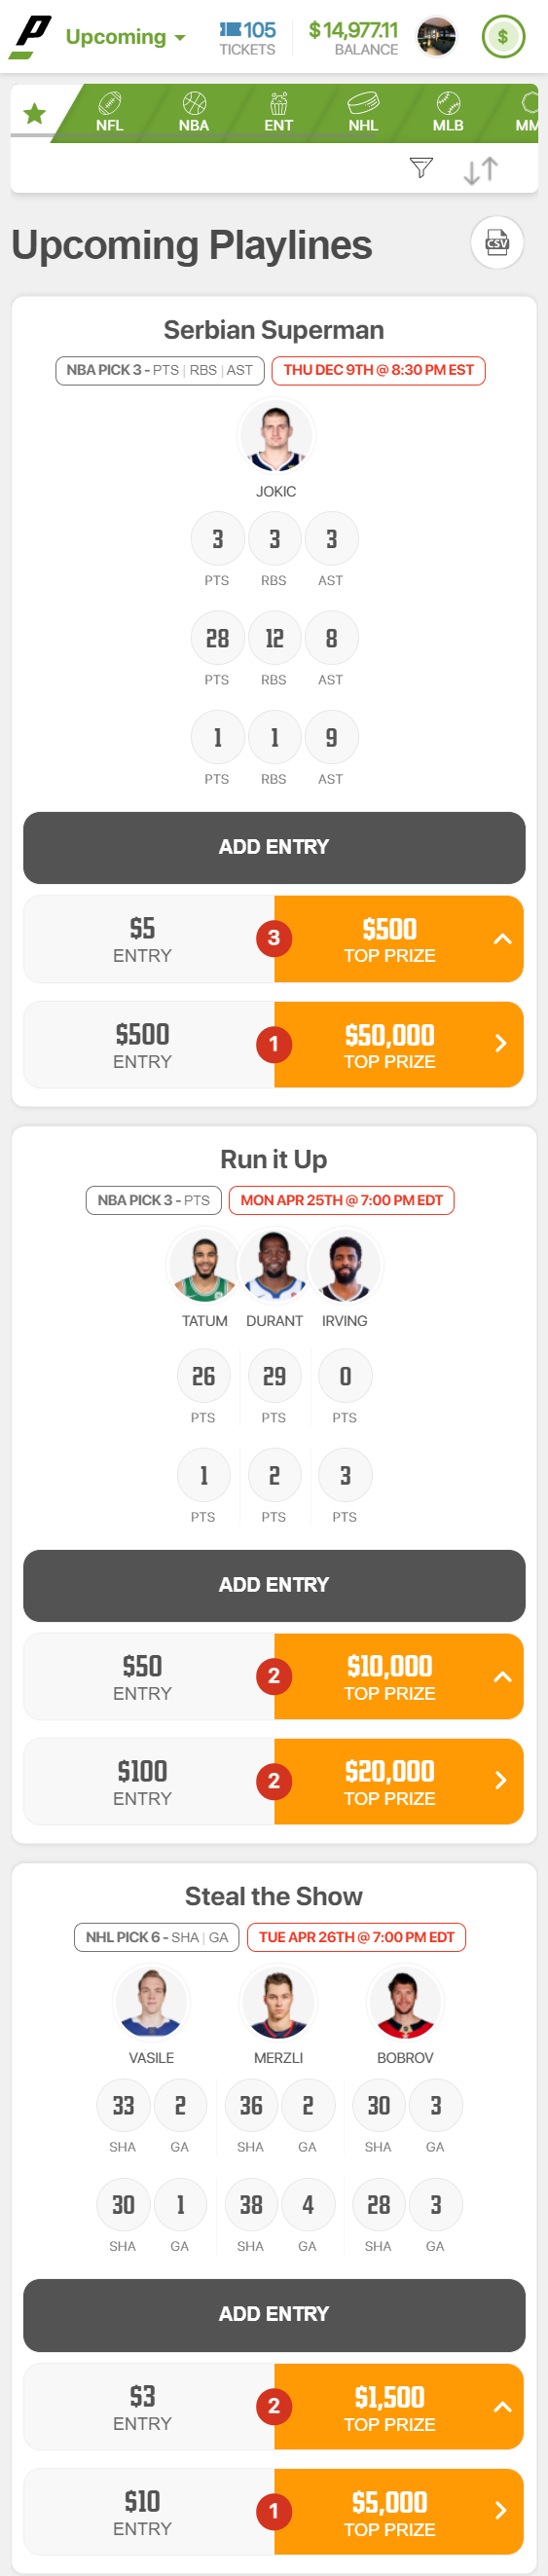 Upcoming
105
TICKETS
$14,977.11
BALANCE
$
NFL
NBA
ENT
NHL
MLB
MM
Upcoming Playlines
CSV
Serbian Superman
NBA PICK 3 - PTS | RBS | AST
THU DEC 9TH @ 8:30 PM EST
JOKIC
3 3 3
PTS RBS AST
28 12 8
PTS RBS AST
1 1 9
PTS RBS AST
ADD ENTRY
$5 3 $500
ENTRY TOP PRIZE
$500 1 $50,000
ENTRY TOP PRIZE
Run it Up
NBA PICK 3 - PTS
MON APR 25TH @ 7:00 PM EDT
TATUM DURANT IRVING
26 29 0
PTS PTS PTS
1 2 3
PTS PTS PTS
ADD ENTRY
$50 2 $10,000
ENTRY TOP PRIZE
$100 2 $20,000
ENTRY TOP PRIZE
Steal the Show
NHL PICK 6 - SHA | GA
TUE APR 26TH @ 7:00 PM EDT
VASILE MERZLI BOBROV
33 2 36 2 30 3
SHA GA SHA GA SHA GA
30 1 38 4 28 3
SHA GA SHA GA SHA GA
ADD ENTRY
$3 2 $1,500
ENTRY TOP PRIZE
$10 1 $5,000
ENTRY TOP PRIZE